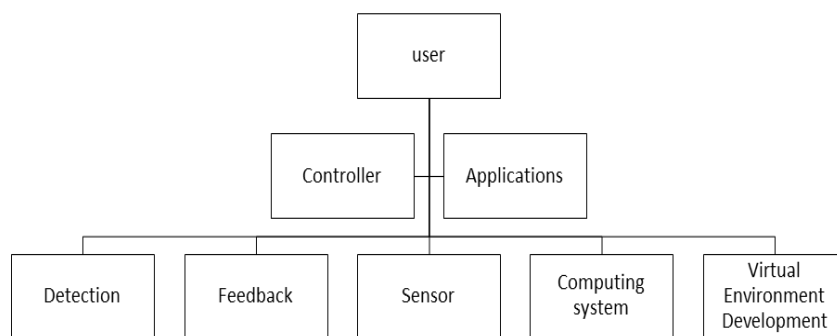 user
Controller
Applications
Detection
Feedback
Sensor
Computing
system
Virtual
Environment
Development